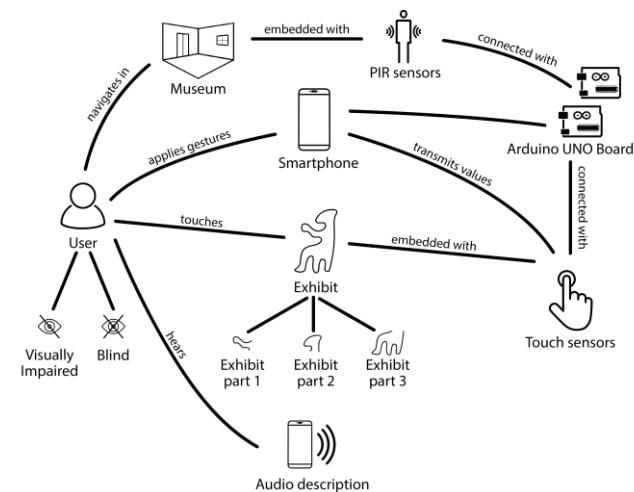 embedded with
connected with
PIR sensors
Museum
navigates in
applies gestures
Smartphone
transmits values
Arduino UNO Board
connected with
User
touches
embedded with
Exhibit
Touch sensors
hears
Visually
Impaired
Blind
Exhibit
part 1
Exhibit
part 2
Exhibit
part 3
Audio description